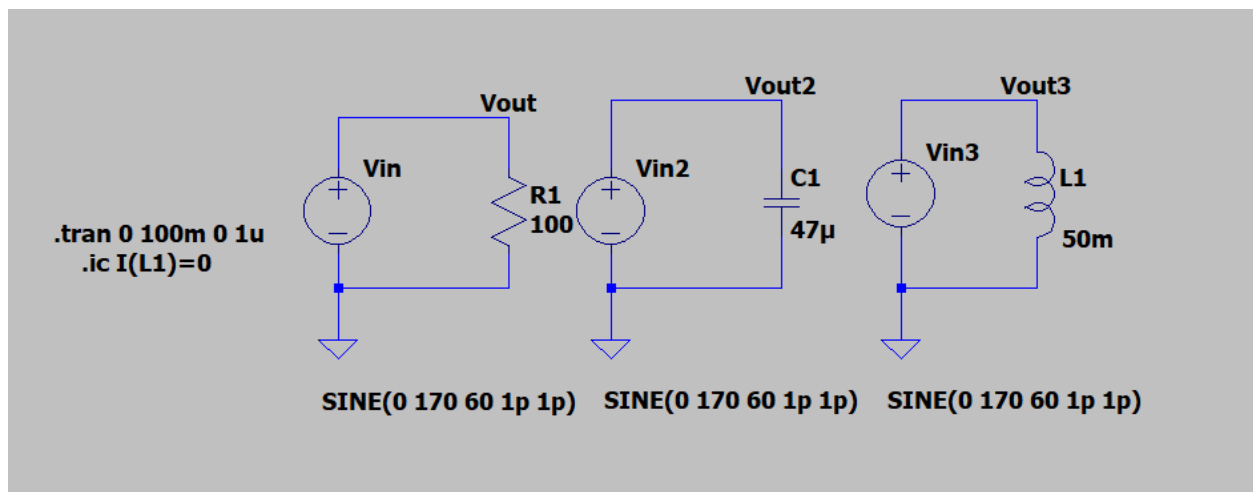 Vout
Vin
R1
100
.tran 0 100m 0 1u
.ic I(L1)=0
SINE(0 170 60 1p 1p)
Vout2
Vin2
C1
47µ
SINE(0 170 60 1p 1p)
Vout3
Vin3
L1
50m
SINE(0 170 60 1p 1p)